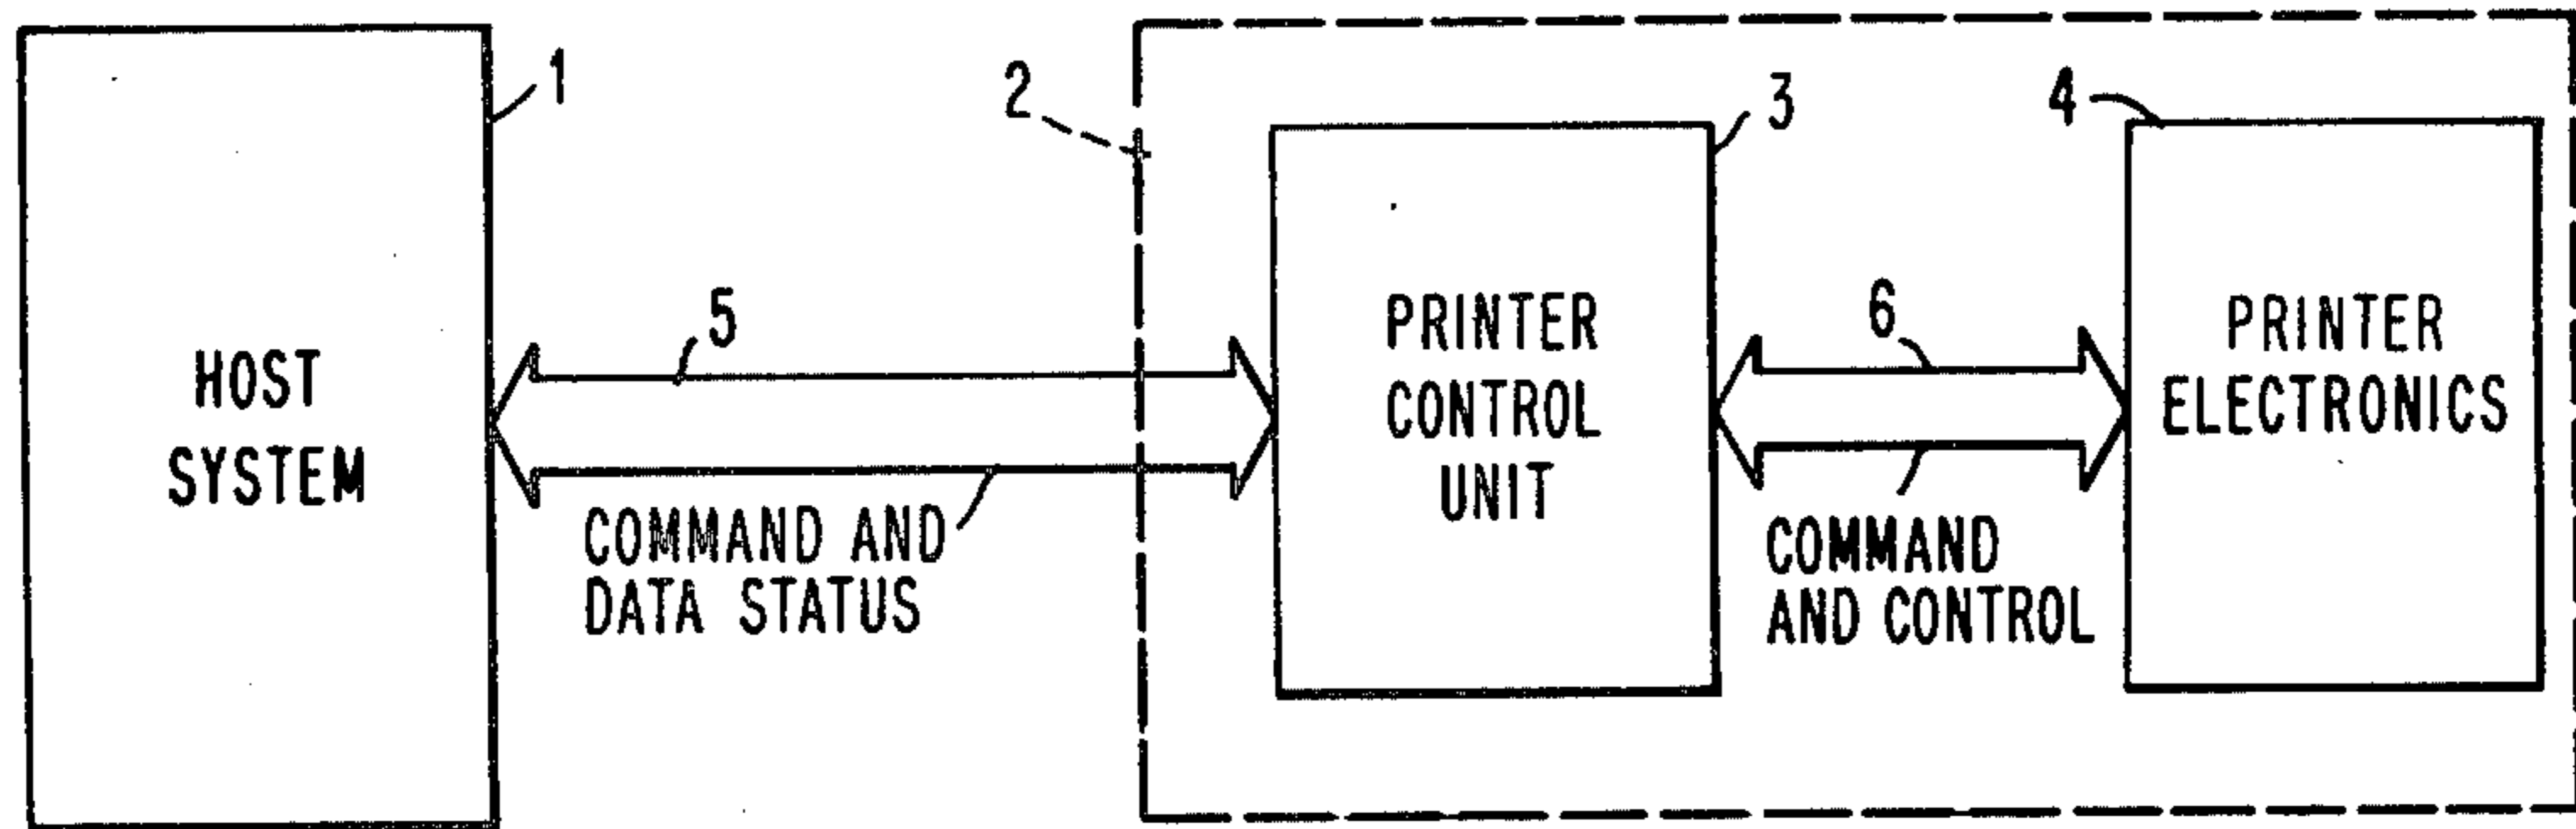 1
HOST
SYSTEM
5
COMMAND AND
DATA STATUS
2
3
PRINTER
CONTROL
UNIT
6
COMMAND
AND CONTROL
4
PRINTER
ELECTRONICS